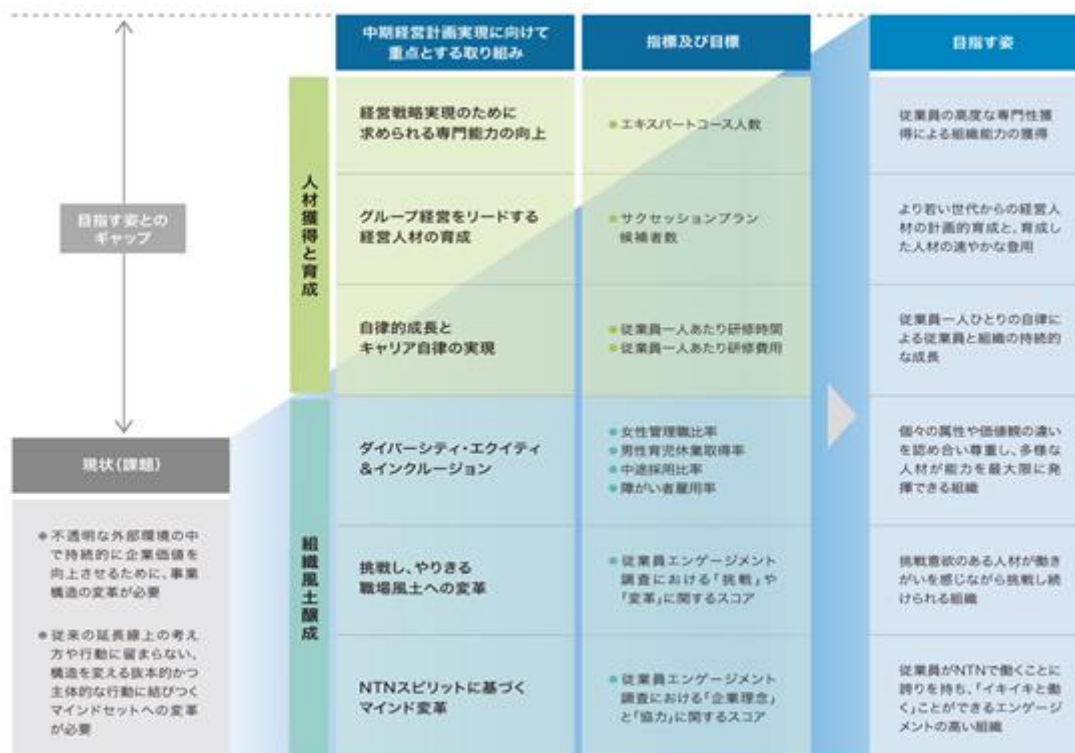 中期経営計画実現に向けて
重点とする取り組み
指標及び目標
目指す姿
目指す姿との
ギャップ
現状(課題)
●不透明な外部環境の中
で持続的に企業価値を
向上させるために、事業
構造の変革が必要
●従来の延長線上の考え
方や行動に留まらない、
構造を変える抜本的かつ
主体的な行動に結びつく
マインドセットへの変革
が必要
人材獲得と育成
経営戦略実現のために
求められる専門能力の向上
●エキスパートコース人数
従業員の高度な専門性獲
得による組織能力の獲得
グループ経営をリードする
経営人材の育成
●サクセッションプラン
候補者数
より若い世代からの経営人
材の計画的育成と、育成し
た人材の速やかな登用
自律的成長と
キャリア自律の実現
●従業員一人あたり研修時間
●従業員一人あたり研修費用
従業員一人ひとりの自律に
よる従業員と組織の持続的
な成長
組織風土醸成
ダイバーシティ・エクイティ
&インクルージョン
●女性管理職比率
●男性育児休業取得率
●中途採用比率
●障がい者雇用率
個々の属性や価値観の違い
を認め合い尊重し、多様な
人材が能力を最大限に発
揮できる組織
挑戦し、やりきる
職場風土への変革
●従業員エンゲージメント
調査における「挑戦」や
「変革」に関するスコア
挑戦意欲のある人材が働き
がいを感じながら挑戦し続
けられる組織
NTNスピリットに基づく
マインド変革
●従業員エンゲージメント
調査における「企業理念」
と「協力」に関するスコア
従業員がNTNで働くことに
誇りを持ち、「イキイキと働
く」ことができるエンゲージ
メントの高い組織